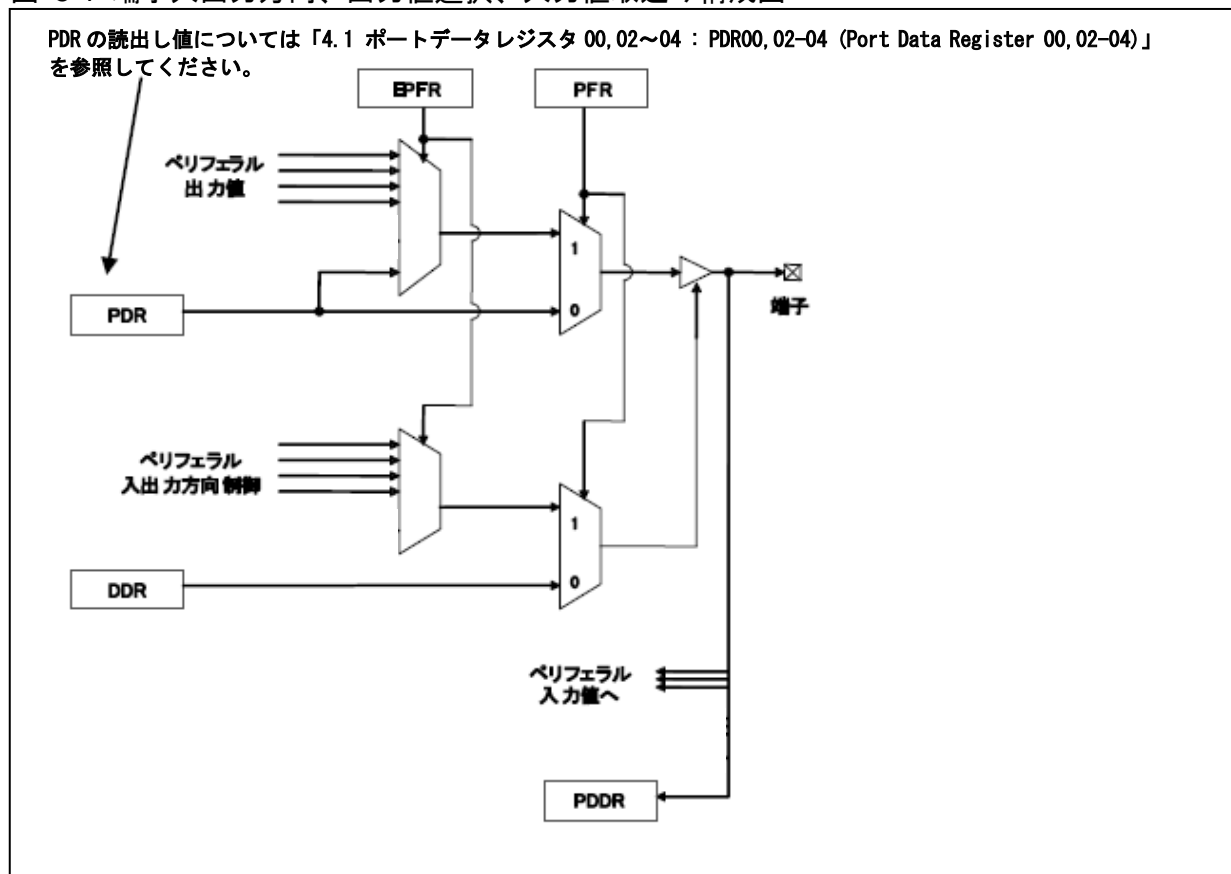 PDR の読出し値については「4.1 ポートデータレジスタ 00,02～04 : PDR00,02-04 (Port Data Register 00,02-04)」
を参照してください。
EPFR
PFR
ペリフェラル
出力値
1
0
PDR
端子
ペリフェラル
入出力方向制御
1
0
DDR
ペリフェラル
入力値へ
PDDR